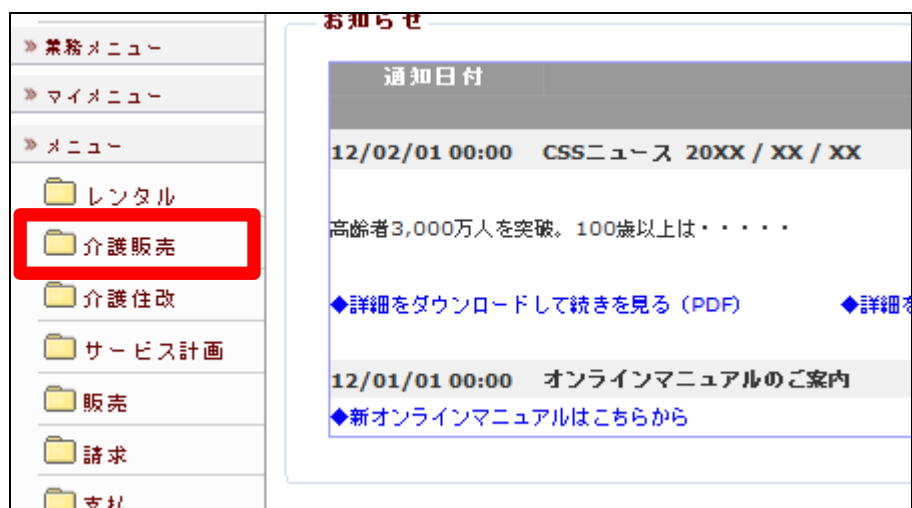 » 業務メニュー
» マイメニュー
» メニュー
レンタル
介護販売
介護住改
サービス計画
販売
請求
支払
お知らせ
通知日付
12/02/01 00:00 CSSニュース 20XX / XX / XX
高齢者3,000万人を突破。100歳以上は・・・・・
◆詳細をダウンロードして続きを見る（PDF） ◆詳細を
12/01/01 00:00 オンラインマニュアルのご案内
◆新オンラインマニュアルはこちらから